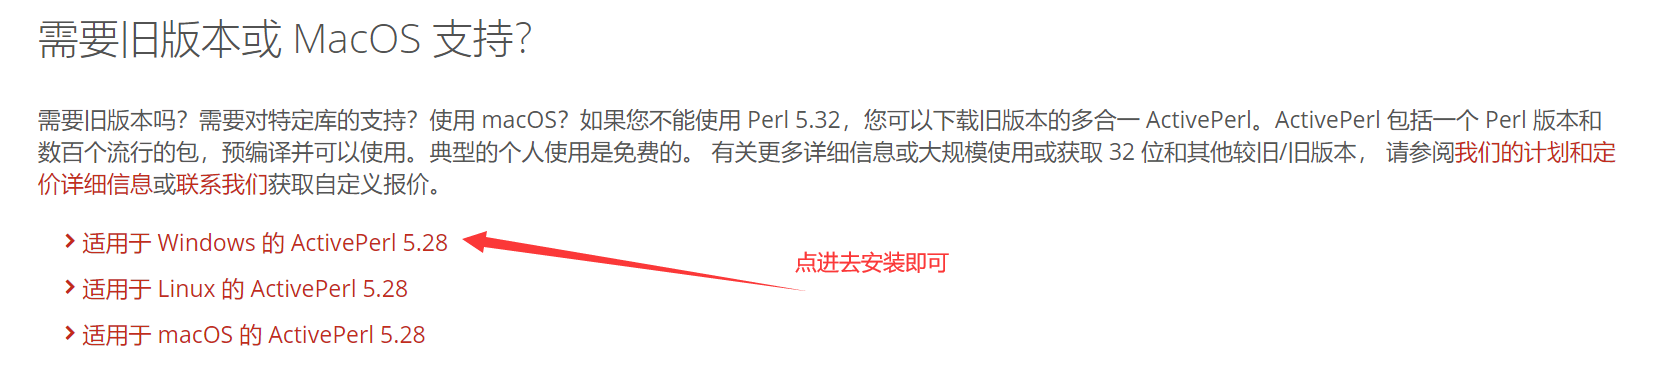 需要旧版本或 MacOS 支持？
需要旧版本吗？需要对特定库的支持？使用 macOS？如果您不能使用 Perl 5.32，您可以下载旧版本的多合一 ActivePerl。ActivePerl 包括一个 Perl 版本和
数百个流行的包，预编译并可以使用。典型的个人使用是免费的。 有关更多详细信息或大规模使用或获取 32 位和其他较旧/旧版本， 请参阅我们的计划和定
价详细信息或联系我们获取自定义报价。
适用于 Windows 的 ActivePerl 5.28
点进去安装即可
适用于 Linux 的 ActivePerl 5.28
适用于 macOS 的 ActivePerl 5.28